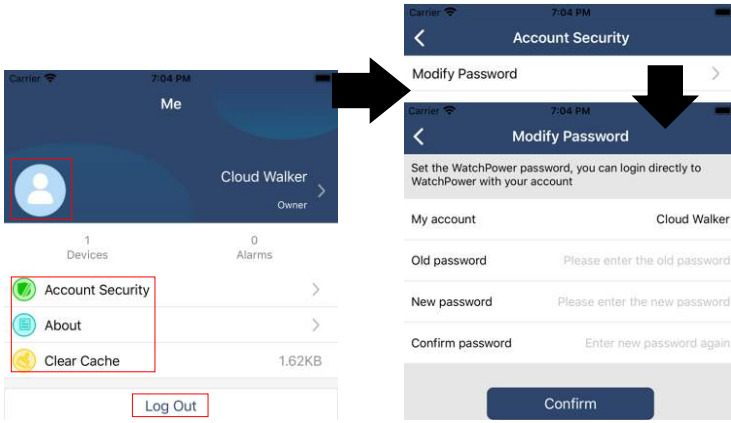 Carrier 7:04 PM
Me
Cloud Walker
Owner
1 0
Devices Alarms
Account Security
About
Clear Cache 1.62KB
Log Out
Carrier 7:04 PM
Account Security
Modify Password
Carrier 7:04 PM
Modify Password
Set the WatchPower password, you can login directly to
WatchPower with your account
My account Cloud Walker
Old password Please enter the old password
New password Please enter the new password
Confirm password Enter new password again
Confirm